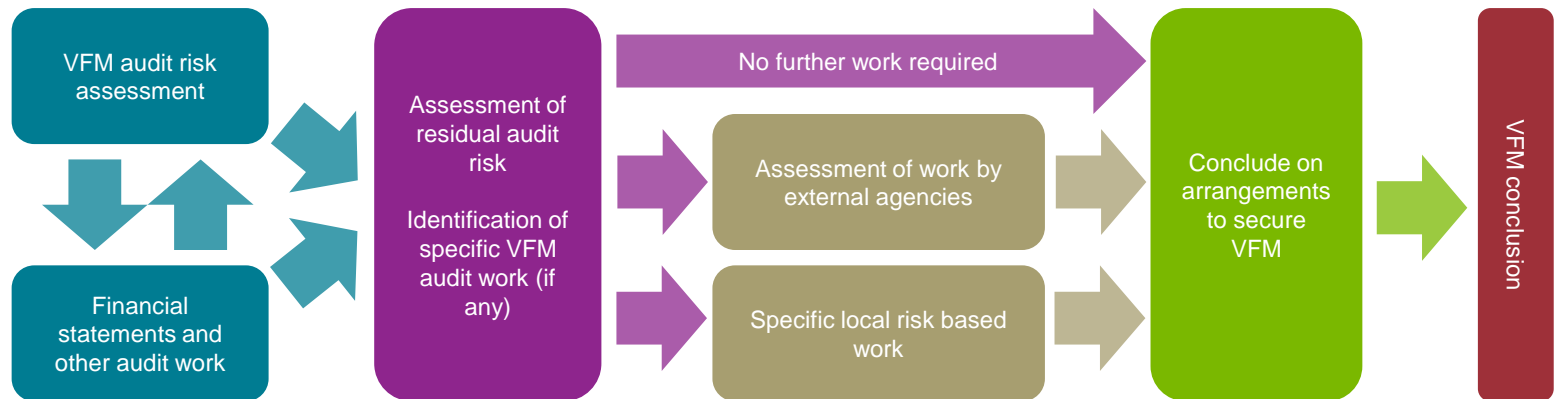 VFM audit risk
assessment
Financial
statements and
other audit work
Assessment of
residual audit
risk
Identification of
specific VFM
audit work (if
any)
No further work required
Assessment of work by
external agencies
Specific local risk based
work
Conclude on
arrangements
to secure
VFM
VFM conclusion